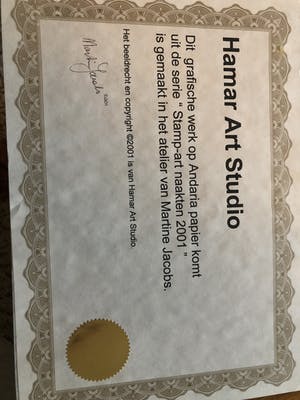 Hamar Art Studio
Dit grafische werk op Andaria papier komt
uit de serie “ Stamp-art naakten 2001 ”
is gemaakt in het atelier van Martine Jacobs.
Het beeldrecht en copyright ©2001 is van Hamar Art Studio.